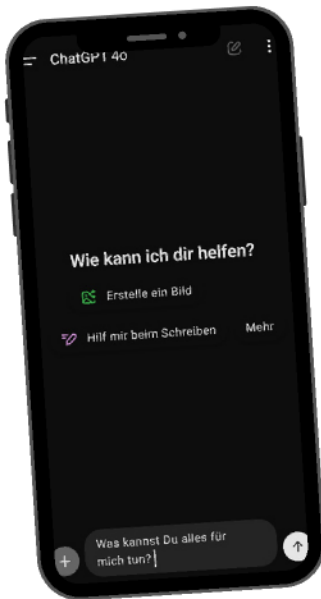 ChatGPT 4o
Wie kann ich dir helfen?
Erstelle ein Bild
Hilf mir beim Schreiben
Mehr
Was kannst Du alles für
mich tun?